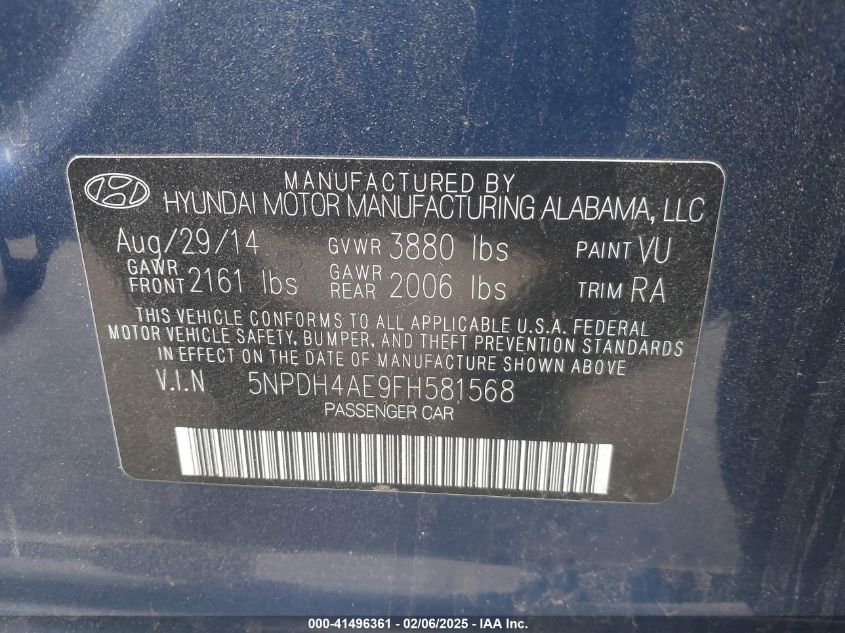 MANUFACTURED BY
HYUNDAI MOTOR MANUFACTURING ALABAMA, LLC
Aug/29/14 GVWR 3880 lbs PAINT VU
GAWR FRONT 2161 lbs GAWR REAR 2006 lbs TRIM RA
THIS VEHICLE CONFORMS TO ALL APPLICABLE U.S.A. FEDERAL
MOTOR VEHICLE SAFETY, BUMPER, AND THEFT PREVENTION STANDARDS
IN EFFECT ON THE DATE OF MANUFACTURE SHOWN ABOVE
V.I.N 5NPDH4AE9FH581568
PASSENGER CAR
000-41496361 - 02/06/2025 - IAA Inc.